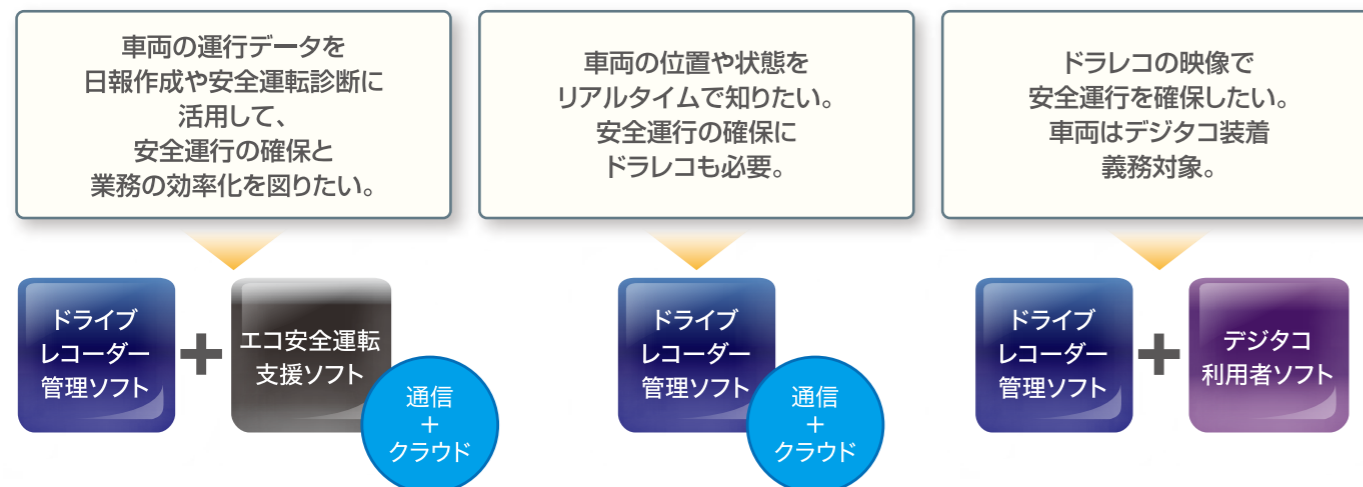 車両の運行データを
日報作成や安全運転診断に
活用して、
安全運行の確保と
業務の効率化を図りたい。
車両の位置や状態を
リアルタイムで知りたい。
安全運行の確保に
ドラレコも必要。
ドラレコの映像で
安全運行を確保したい。
車両はデジタコ装着
義務対象。
ドライブ
レコーダー
管理ソフト
+
エコ安全運転
支援ソフト
通信
+
クラウド
ドライブ
レコーダー
管理ソフト
通信
+
クラウド
ドライブ
レコーダー
管理ソフト
+
デジタコ
利用者ソフト